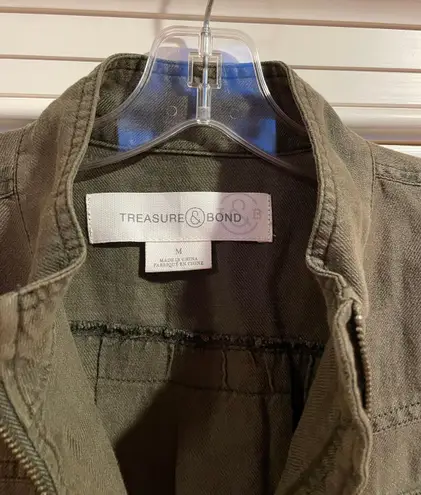 TREASURE & BOND
& B
M
MADE IN CHINA
FABRIQUÉ EN CHINE